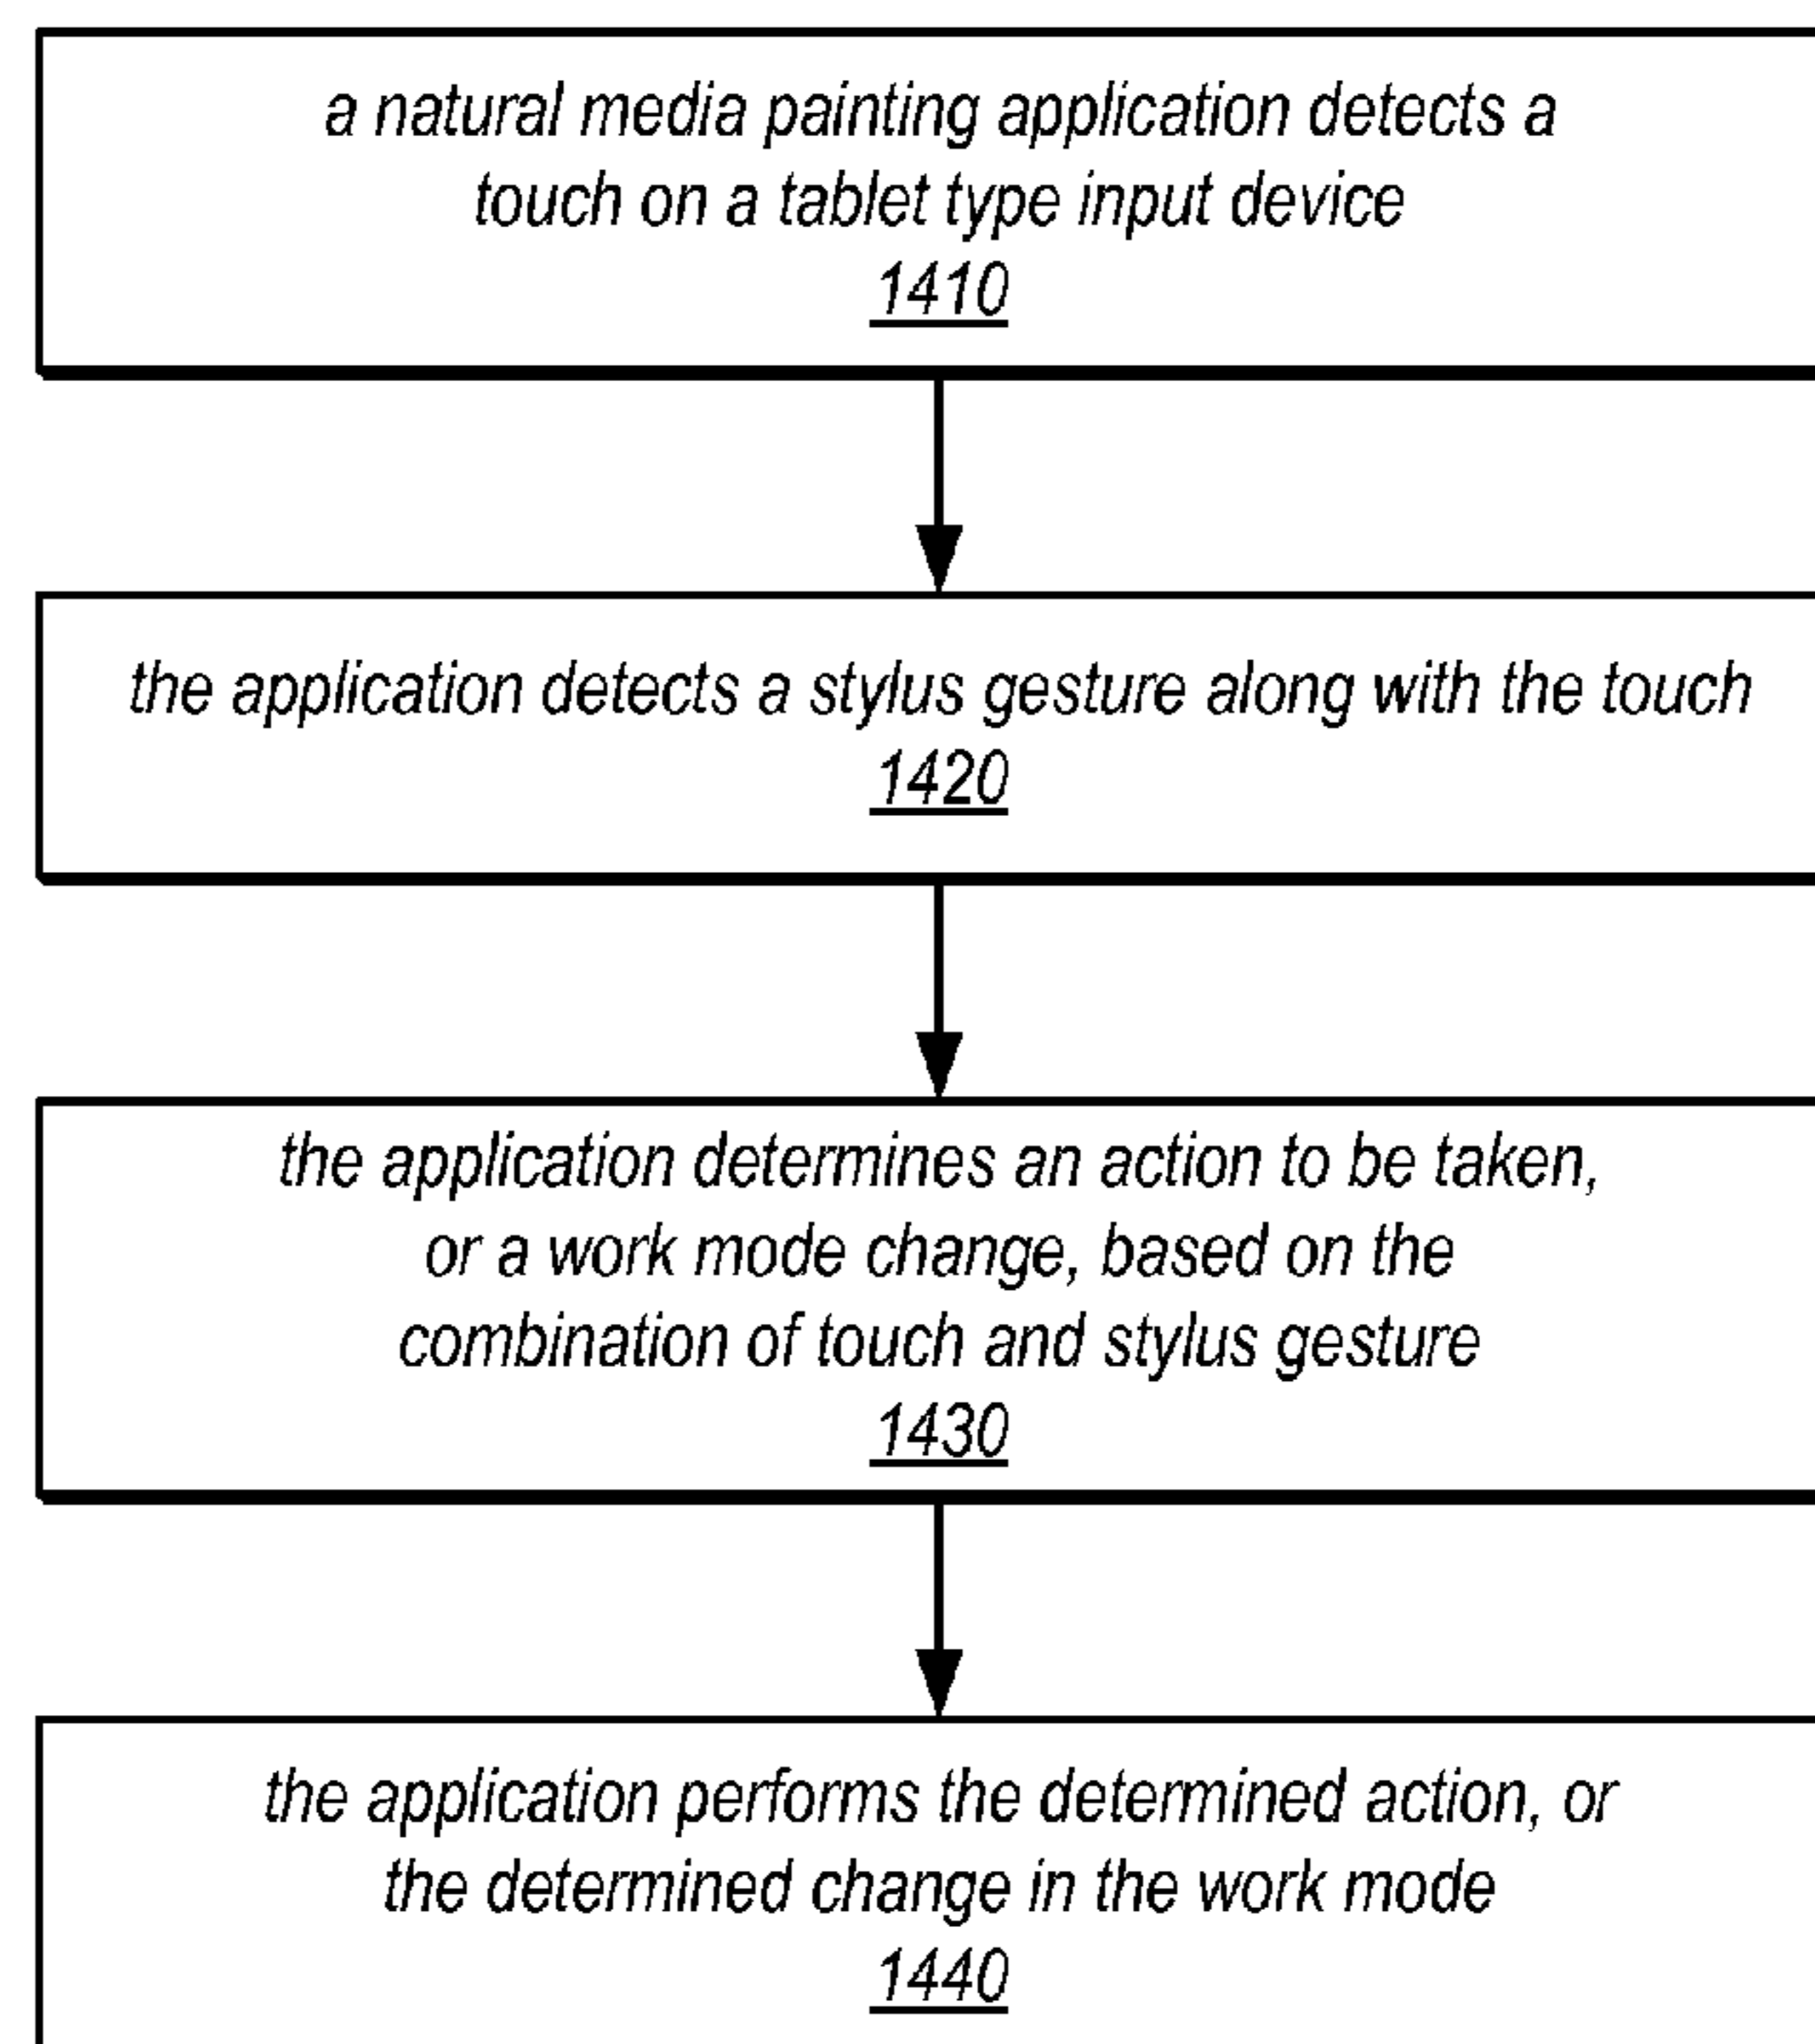 a natural media painting application detects a
touch on a tablet type input device
1410
the application detects a stylus gesture along with the touch
1420
the application determines an action to be taken,
or a work mode change, based on the
combination of touch and stylus gesture
1430
the application performs the determined action, or
the determined change in the work mode
1440